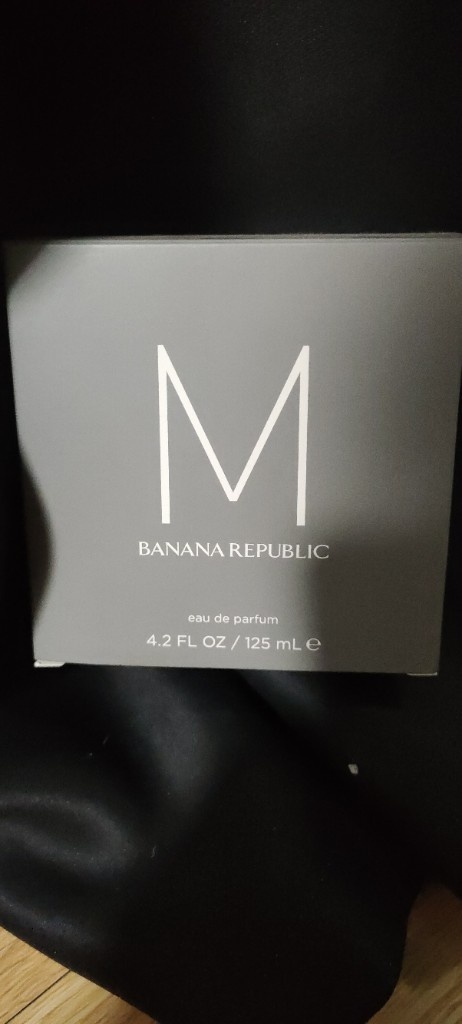 M
BANANA REPUBLIC
eau de parfum
4.2 FL OZ / 125 mL ℮